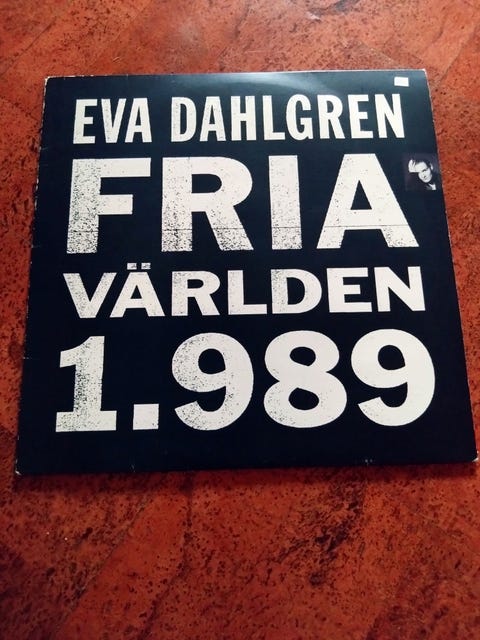 EVA DAHLGREN
FRIA
VÄRLDEN
1.989